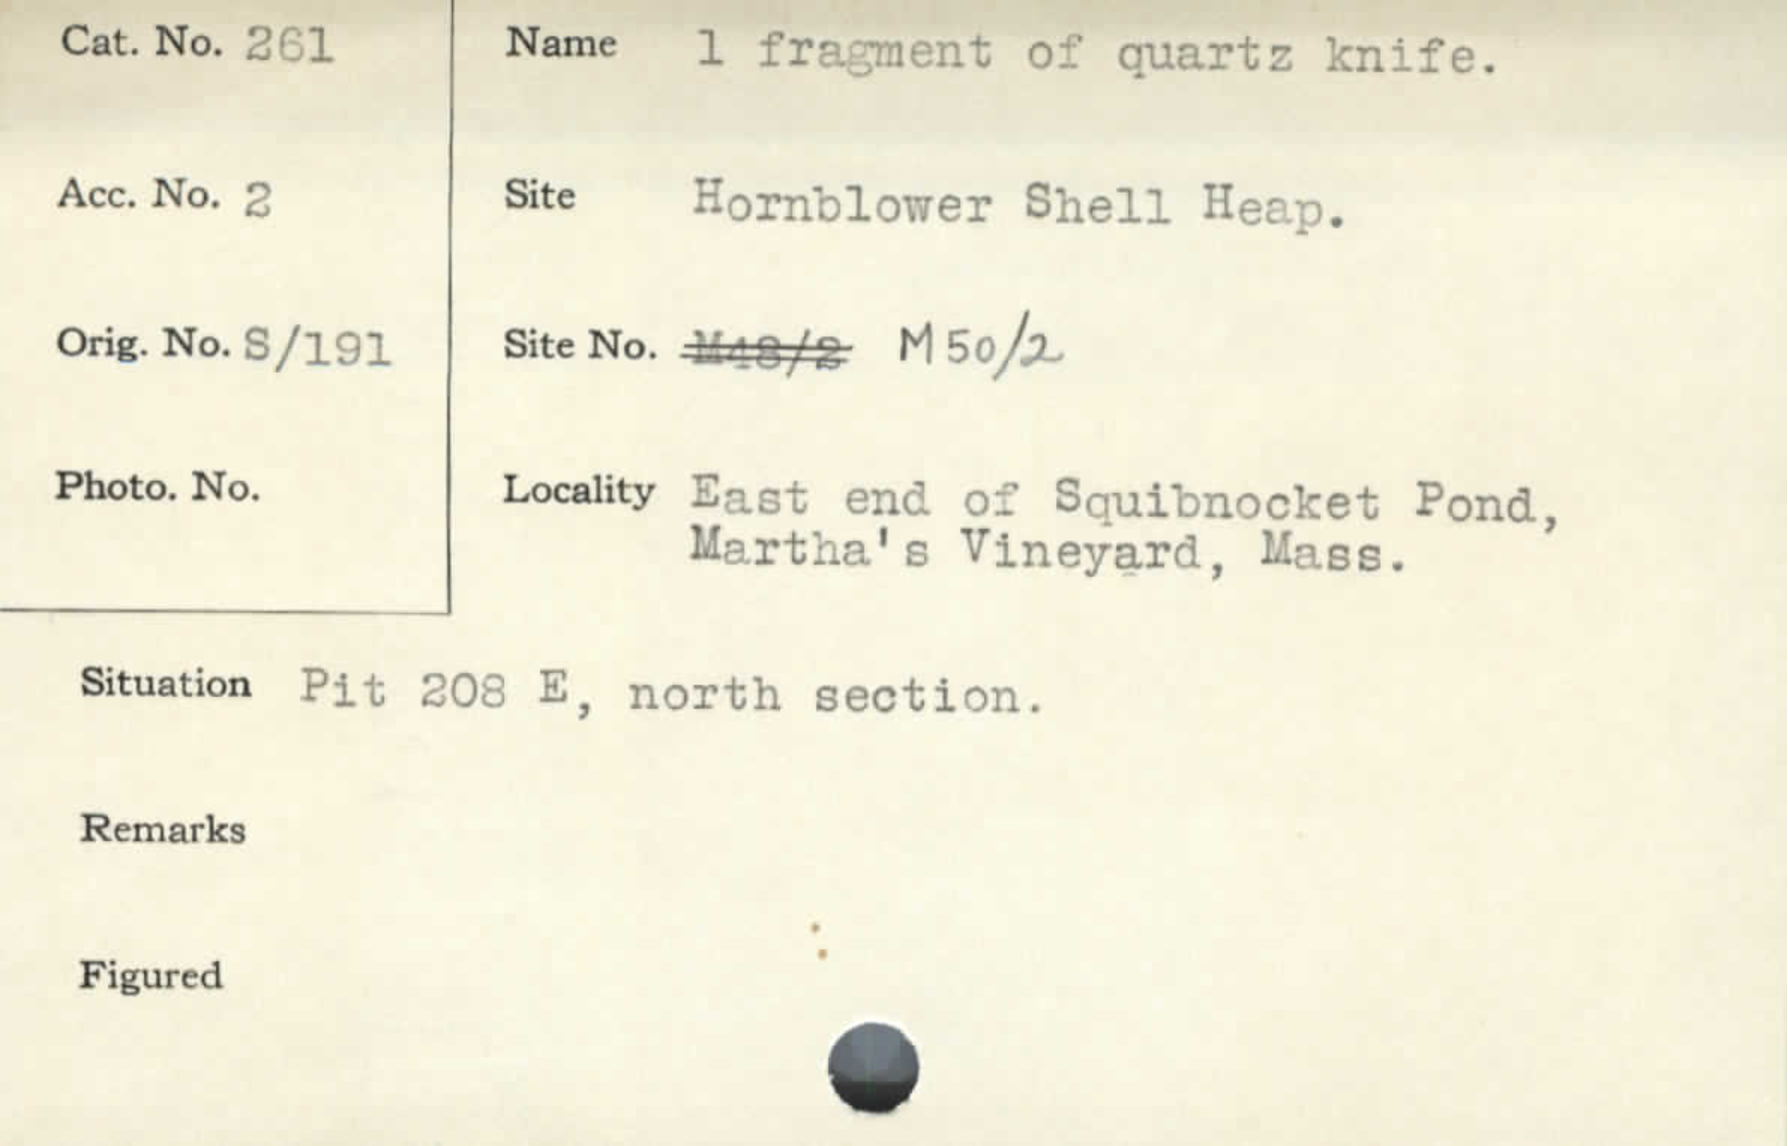 Cat. No. 261
Name 1 fragment of quartz knife.
Acc. No. 2
Site Hornblower Shell Heap.
Orig. No. S/191
Site No. M48/2 M50/2
Photo. No.
Locality East end of Squibnocket Pond,
Martha's Vineyard, Mass.
Situation Pit 208 E, north section.
Remarks
Figured